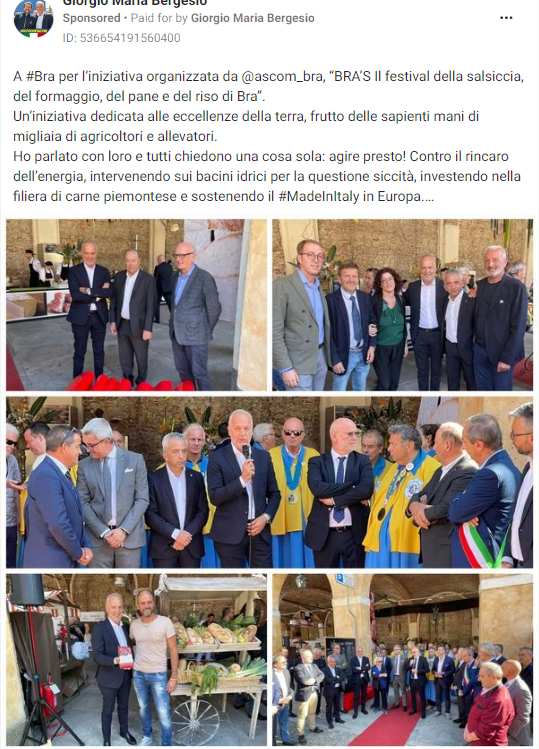 Giorgio Maria Bergesio
Sponsored • Paid for by Giorgio Maria Bergesio
ID: 536654191560400
A #Bra per l'iniziativa organizzata da @ascom_bra, "BRA'S Il festival della salsiccia,
del formaggio, del pane e del riso di Bra".
Un'iniziativa dedicata alle eccellenze della terra, frutto delle sapienti mani di
migliaia di agricoltori e allevatori.
Ho parlato con loro e tutti chiedono una cosa sola: agire presto! Contro il rincaro
dell'energia, intervenendo sui bacini idrici per la questione siccità, investendo nella
filiera di carne piemontese e sostenendo il #MadeInItaly in Europa....